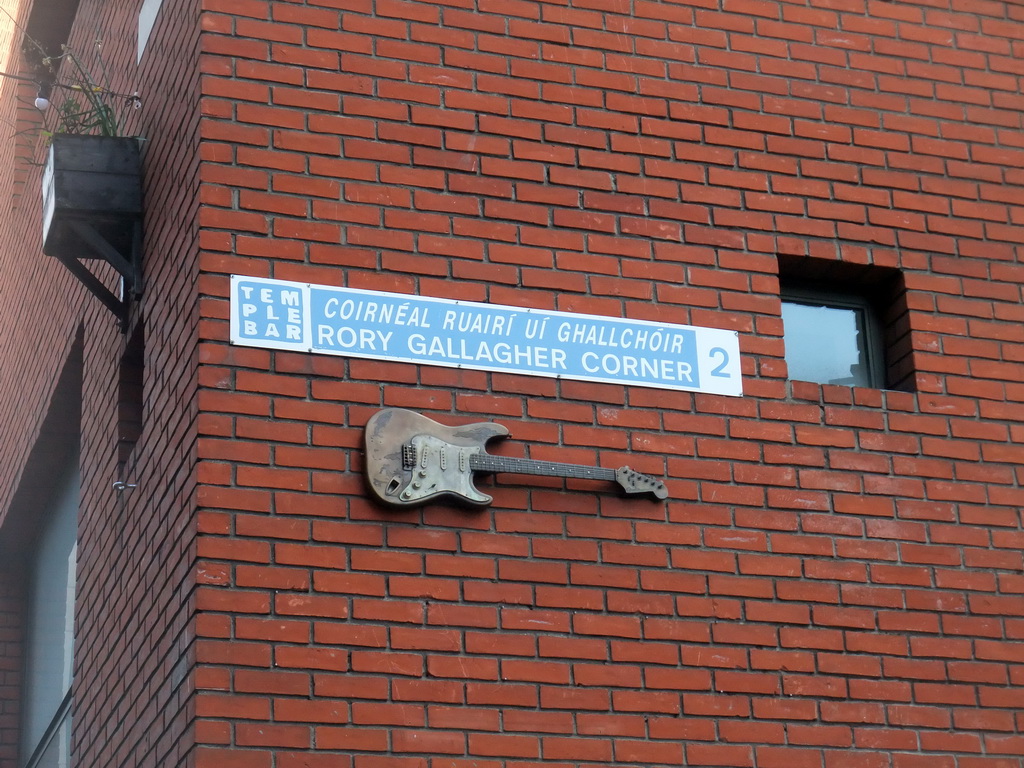 TEM
PLE
BAR
COIRNÉAL RUAIRÍ UÍ GHALLCHÓIR
RORY GALLAGHER CORNER
2